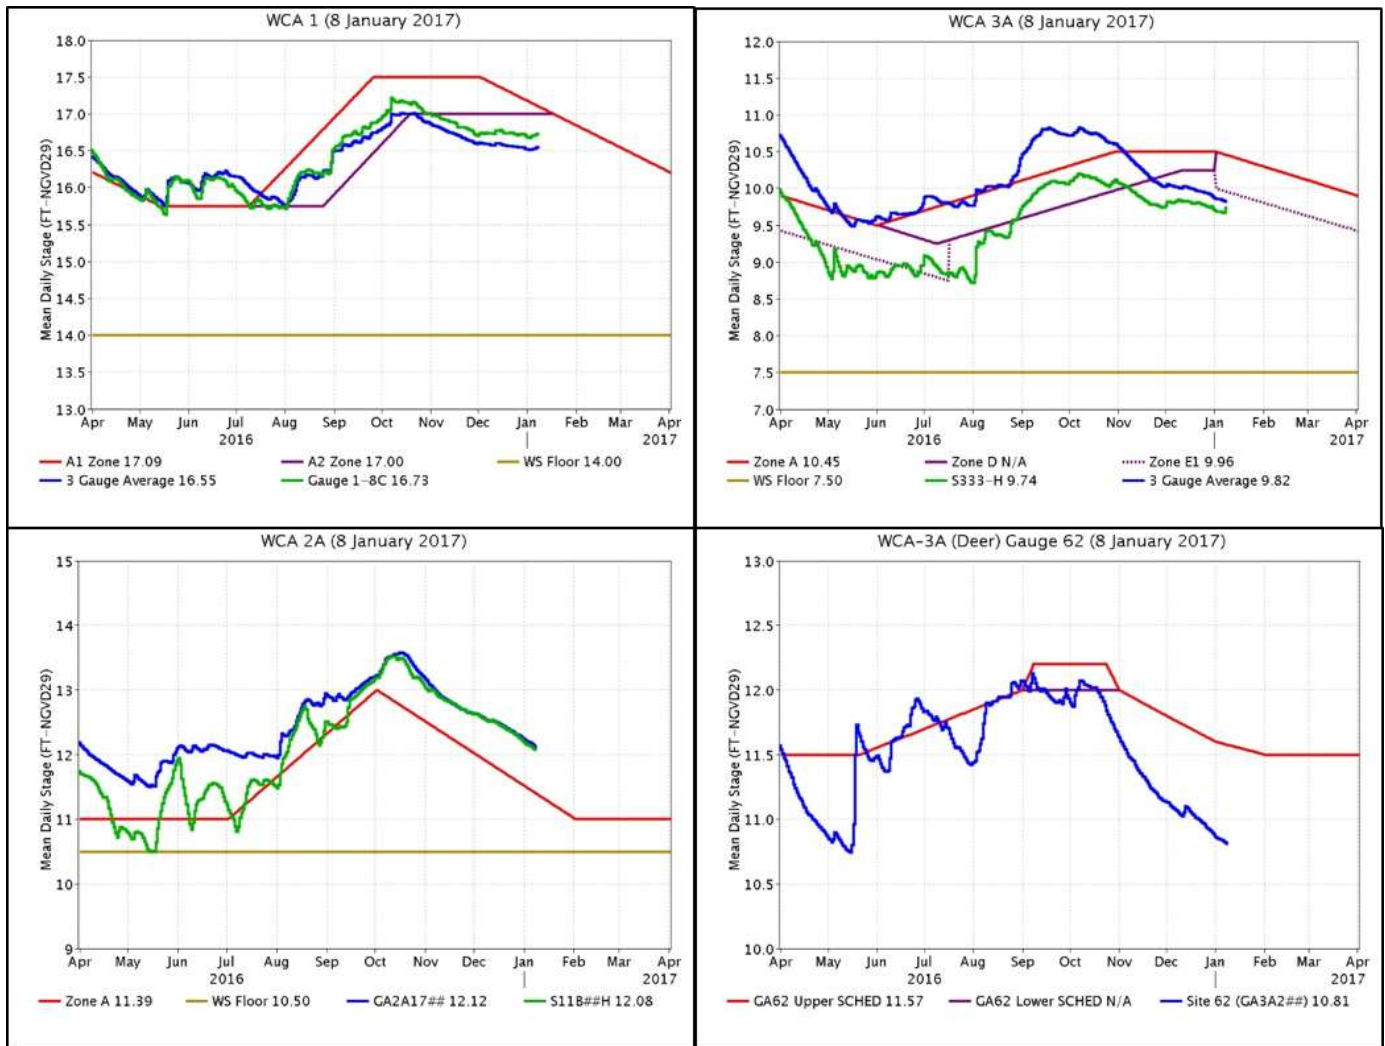 WCA 1 (8 January 2017)
Mean Daily Stage (FT-NGVD29)
18.0
17.5
17.0
16.5
16.0
15.5
15.0
14.5
14.0
13.5
13.0
Apr May Jun Jul Aug Sep Oct Nov Dec Jan Feb Mar Apr
2016 2017
A1 Zone 17.09 A2 Zone 17.00 WS Floor 14.00
3 Gauge Average 16.55 Gauge 1-8C 16.73
WCA 3A (8 January 2017)
Mean Daily Stage (FT-NGVD29)
12.0
11.5
11.0
10.5
10.0
9.5
9.0
8.5
8.0
7.5
7.0
Apr May Jun Jul Aug Sep Oct Nov Dec Jan Feb Mar Apr
2016 2017
Zone A 10.45 Zone D N/A Zone E1 9.96
WS Floor 7.50 S333-H 9.74 3 Gauge Average 9.82
WCA 2A (8 January 2017)
Mean Daily Stage (FT-NGVD29)
15
14
13
12
11
10
9
Apr May Jun Jul Aug Sep Oct Nov Dec Jan Feb Mar Apr
2016 2017
Zone A 11.39 WS Floor 10.50 GA2A17## 12.12 S11B##H 12.08
WCA-3A (Deer) Gauge 62 (8 January 2017)
Mean Daily Stage (FT-NGVD29)
13.0
12.5
12.0
11.5
11.0
10.5
10.0
Apr May Jun Jul Aug Sep Oct Nov Dec Jan Feb Mar Apr
2016 2017
GA62 Upper SCHED 11.57 GA62 Lower SCHED N/A Site 62 (GA3A2##) 10.81